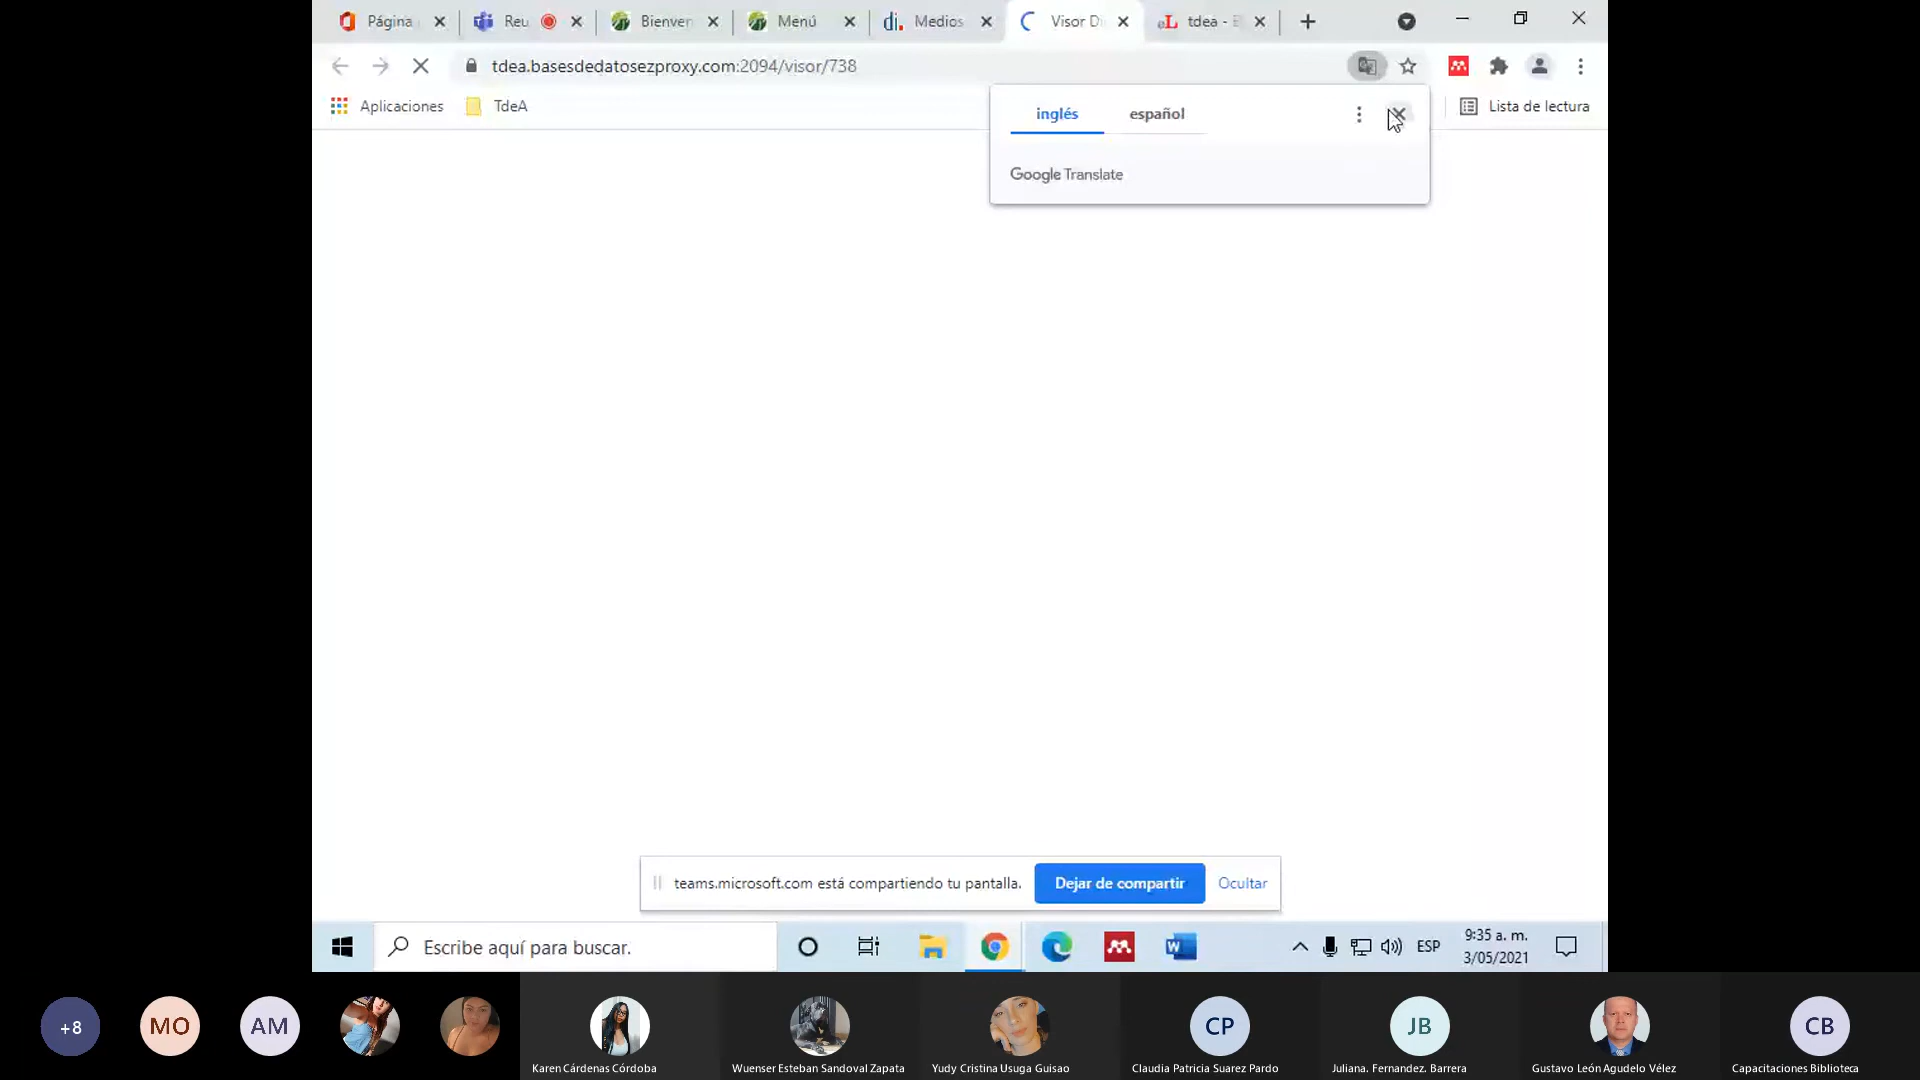 Página
Reu
Bienver
Menú
di. Medios
Visor Di
eL tdea - E
tdea.basesdedatosezproxy.com:2094/visor/738
Aplicaciones
TdeA
Lista de lectura
inglés
español
Google Translate
teams.microsoft.com está compartiendo tu pantalla.
Dejar de compartir
Ocultar
Escribe aquí para buscar.
ESP
9:35 a. m.
3/05/2021
+8
MO
AM
CP
JB
CB
Karen Cárdenas Córdoba
Wuenser Esteban Sandoval Zapata
Yudy Cristina Usuga Guisao
Claudia Patricia Suarez Pardo
Juliana. Fernandez. Barrera
Gustavo León Agudelo Vélez
Capacitaciones Biblioteca